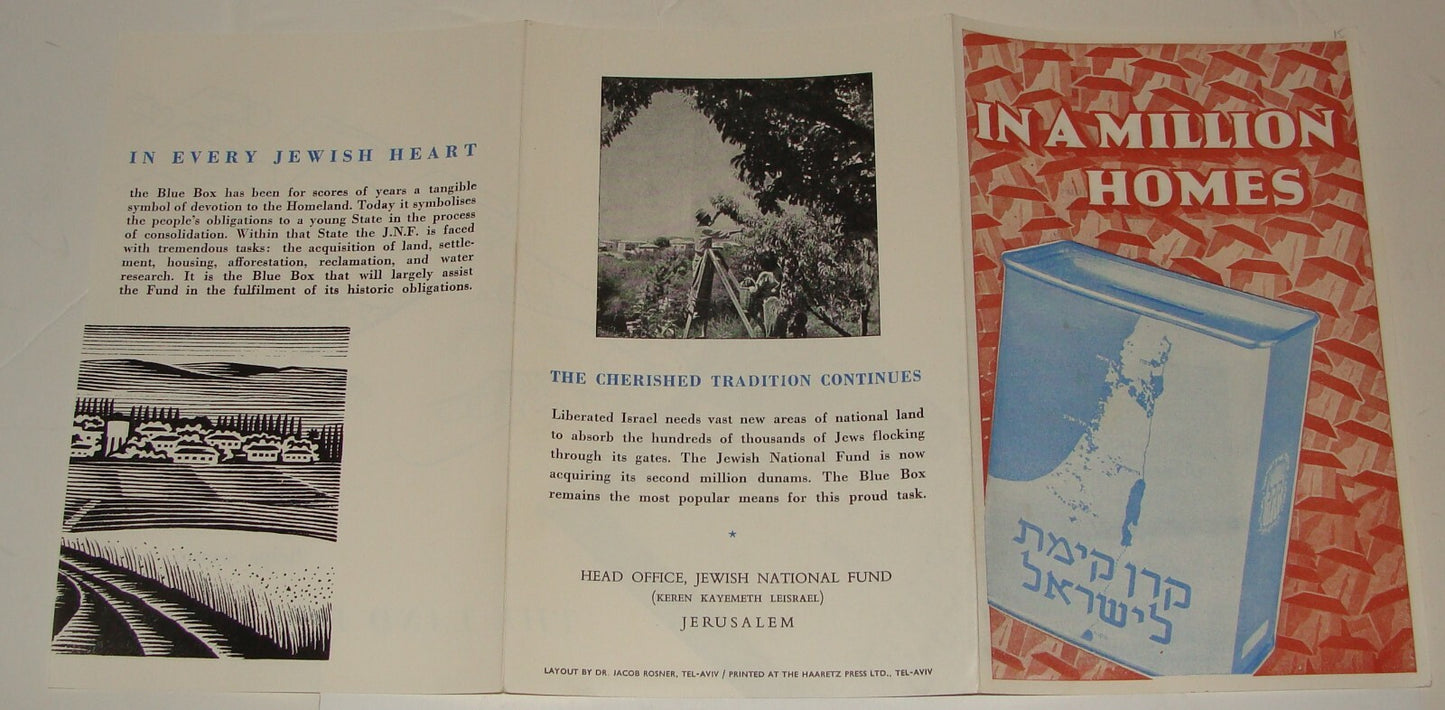 IN EVERY JEWISH HEART
the Blue Box has been for scores of years a tangible
symbol of devotion to the Homeland. Today it symbolises
the people's obligations to a young State in the process
of consolidation. Within that State the J.N.F. is faced
with tremendous tasks: the acquisition of land, settle-
ment, housing, afforestation, reclamation, and water
research. It is the Blue Box that will largely assist
the Fund in the fulfilment of its historic obligations.
THE CHERISHED TRADITION CONTINUES
Liberated Israel needs vast new areas of national land
to absorb the hundreds of thousands of Jews flocking
through its gates. The Jewish National Fund is now
acquiring its second million dunams. The Blue Box
remains the most popular means for this proud task.
*
HEAD OFFICE, JEWISH NATIONAL FUND
(KEREN KAYEMETH LEISRAEL)
JERUSALEM
LAYOUT BY DR. JACOB ROSNER, TEL-AVIV / PRINTED AT THE HAARETZ PRESS LTD., TEL-AVIV
IN A MILLION
HOMES
קרן קימת
לישראל